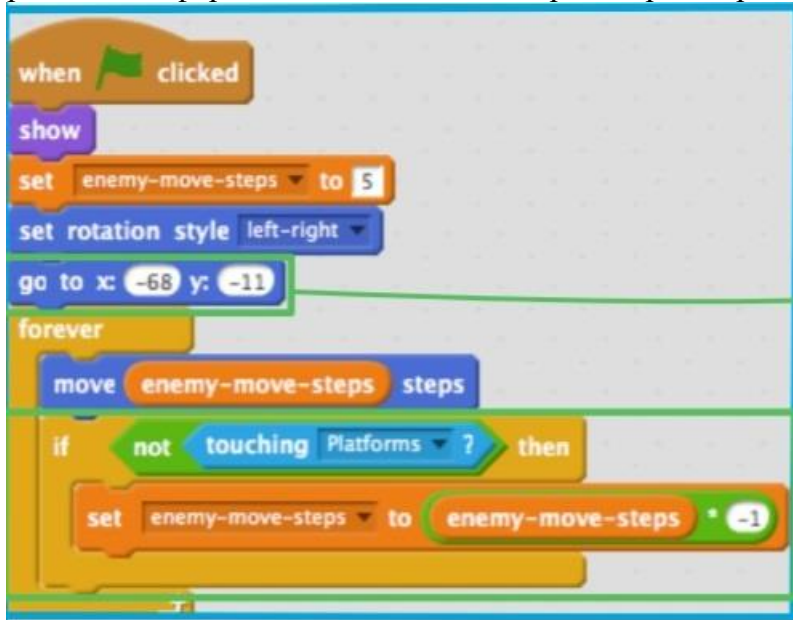 when clicked
show
set enemy-move-steps to 5
set rotation style left-right
go to x: -68 y: -11
forever
move enemy-move-steps steps
if not touching Platforms ? then
set enemy-move-steps to enemy-move-steps * -1